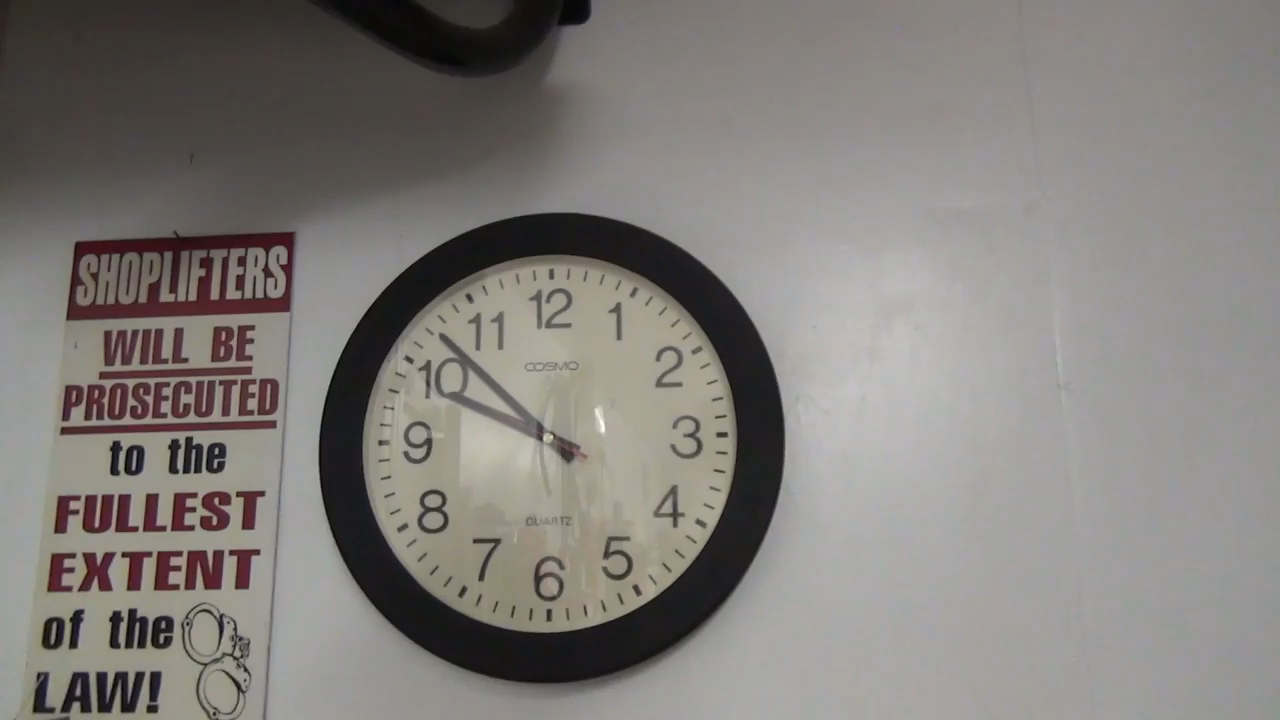 SHOPLIFTERS
WILL BE
PROSECUTED
to the
FULLEST
EXTENT
of the
LAW!
12
1
2
3
4
5
6
7
8
9
10
11
COSMO
QUARTZ